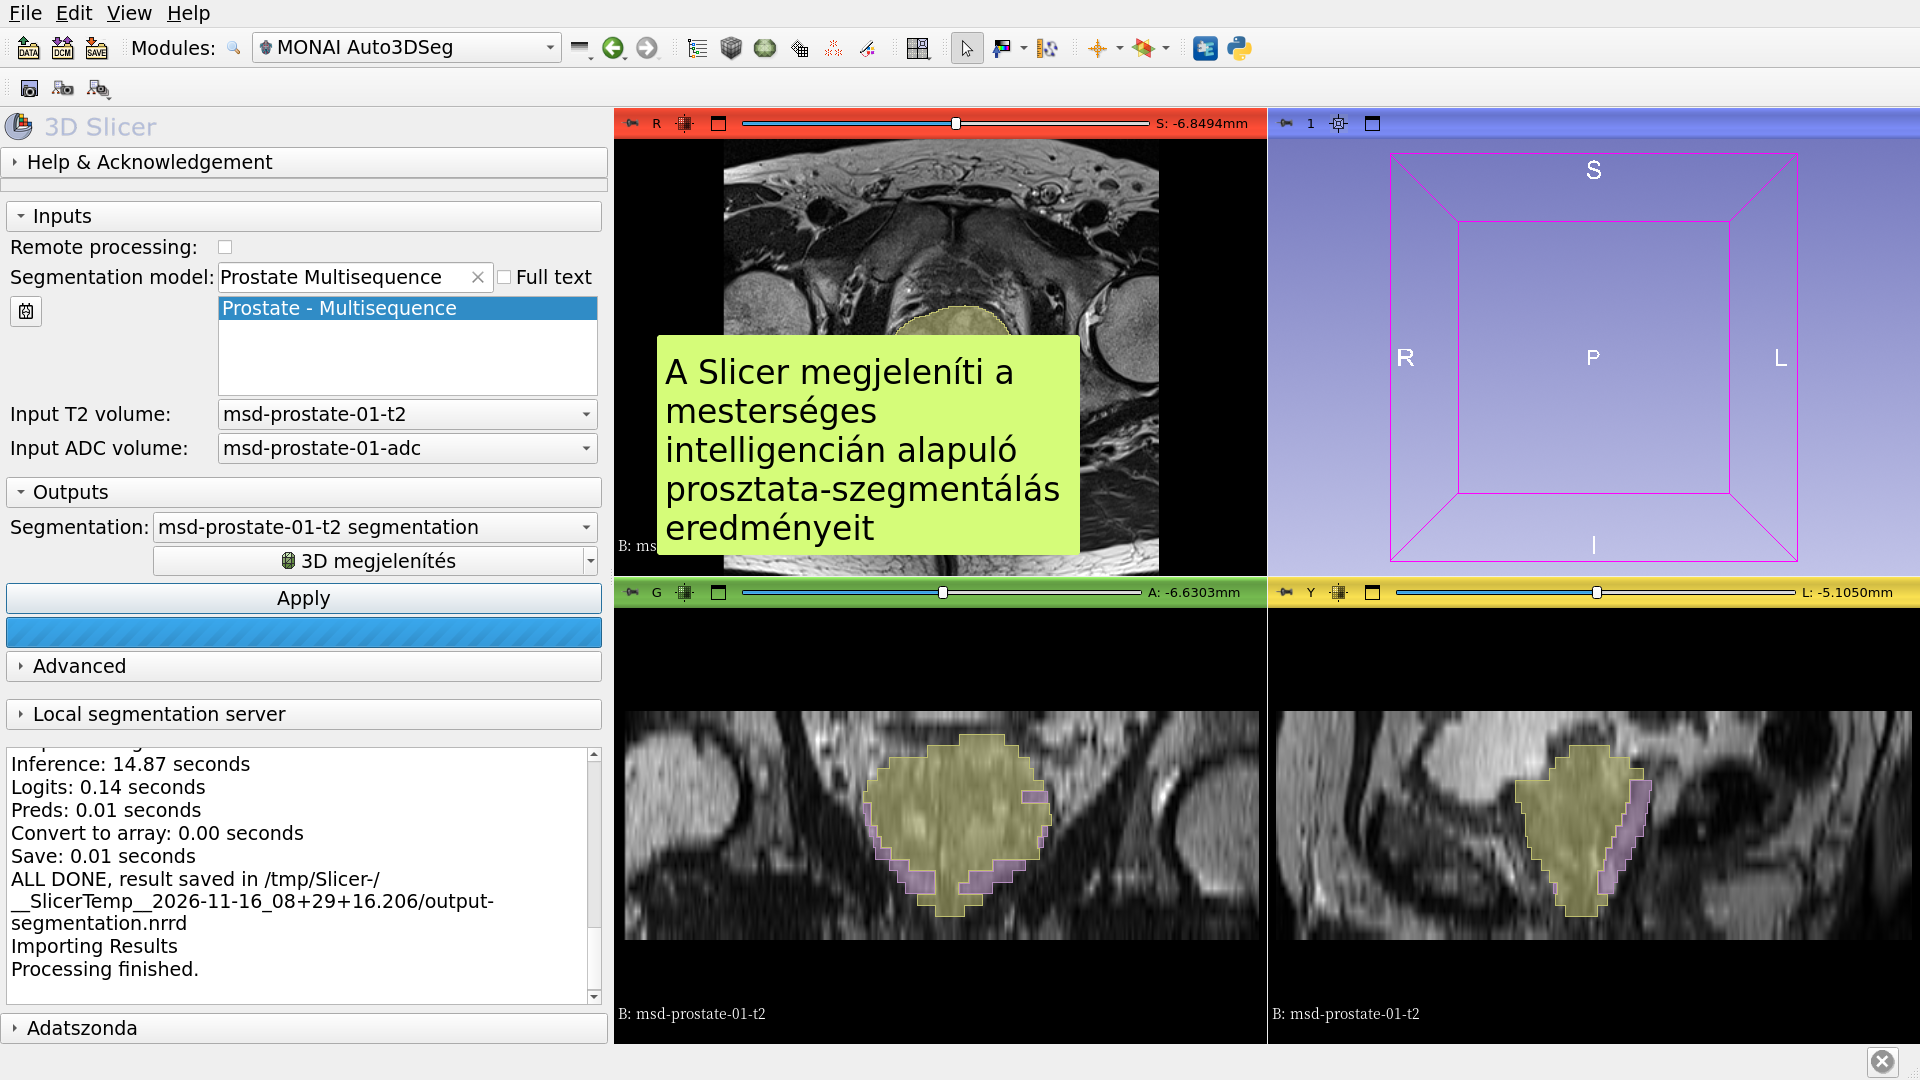 File Edit View Help
DATA DCM SAVE Modules: MONAI Auto3DSeg
3D Slicer
Help & Acknowledgement
Inputs
Remote processing:
Segmentation model: Prostate Multisequence Full text
Prostate - Multisequence
Input T2 volume: msd-prostate-01-t2
Input ADC volume: msd-prostate-01-adc
Outputs
Segmentation: msd-prostate-01-t2 segmentation
3D megjelenítés
Apply
Advanced
Local segmentation server
Inference: 14.87 seconds
Logits: 0.14 seconds
Preds: 0.01 seconds
Convert to array: 0.00 seconds
Save: 0.01 seconds
ALL DONE, result saved in /tmp/Slicer-/
__SlicerTemp__2026-11-16_08+29+16.206/output-
segmentation.nrrd
Importing Results
Processing finished.
Adatszonda
R S: -6.8494mm
A Slicer megjeleníti a
mesterséges
intelligencián alapuló
prosztata-szegmentálás
eredményeit
B: ms
1
S
R P L
I
G A: -6.6303mm
B: msd-prostate-01-t2
Y L: -5.1050mm
B: msd-prostate-01-t2